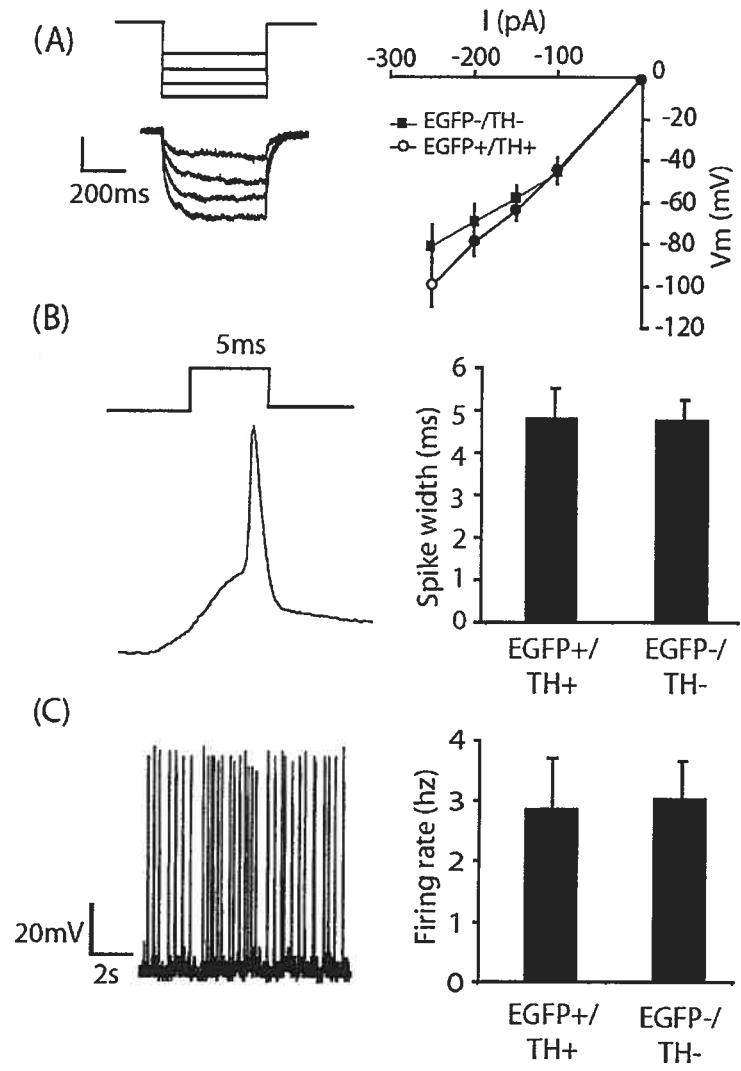 (A)
200ms
I (pA)
-300 -200 -100 0
EGFP-/TH-
EGFP+/TH+
-20
-40
-60
-80
-100
-120
Vm (mV)
(B)
5ms
6
5
4
3
2
1
0
Spike width (ms)
EGFP+/
TH+
EGFP-/
TH-
(C)
20mV
2s
4
3
2
1
0
Firing rate (hz)
EGFP+/
TH+
EGFP-/
TH-